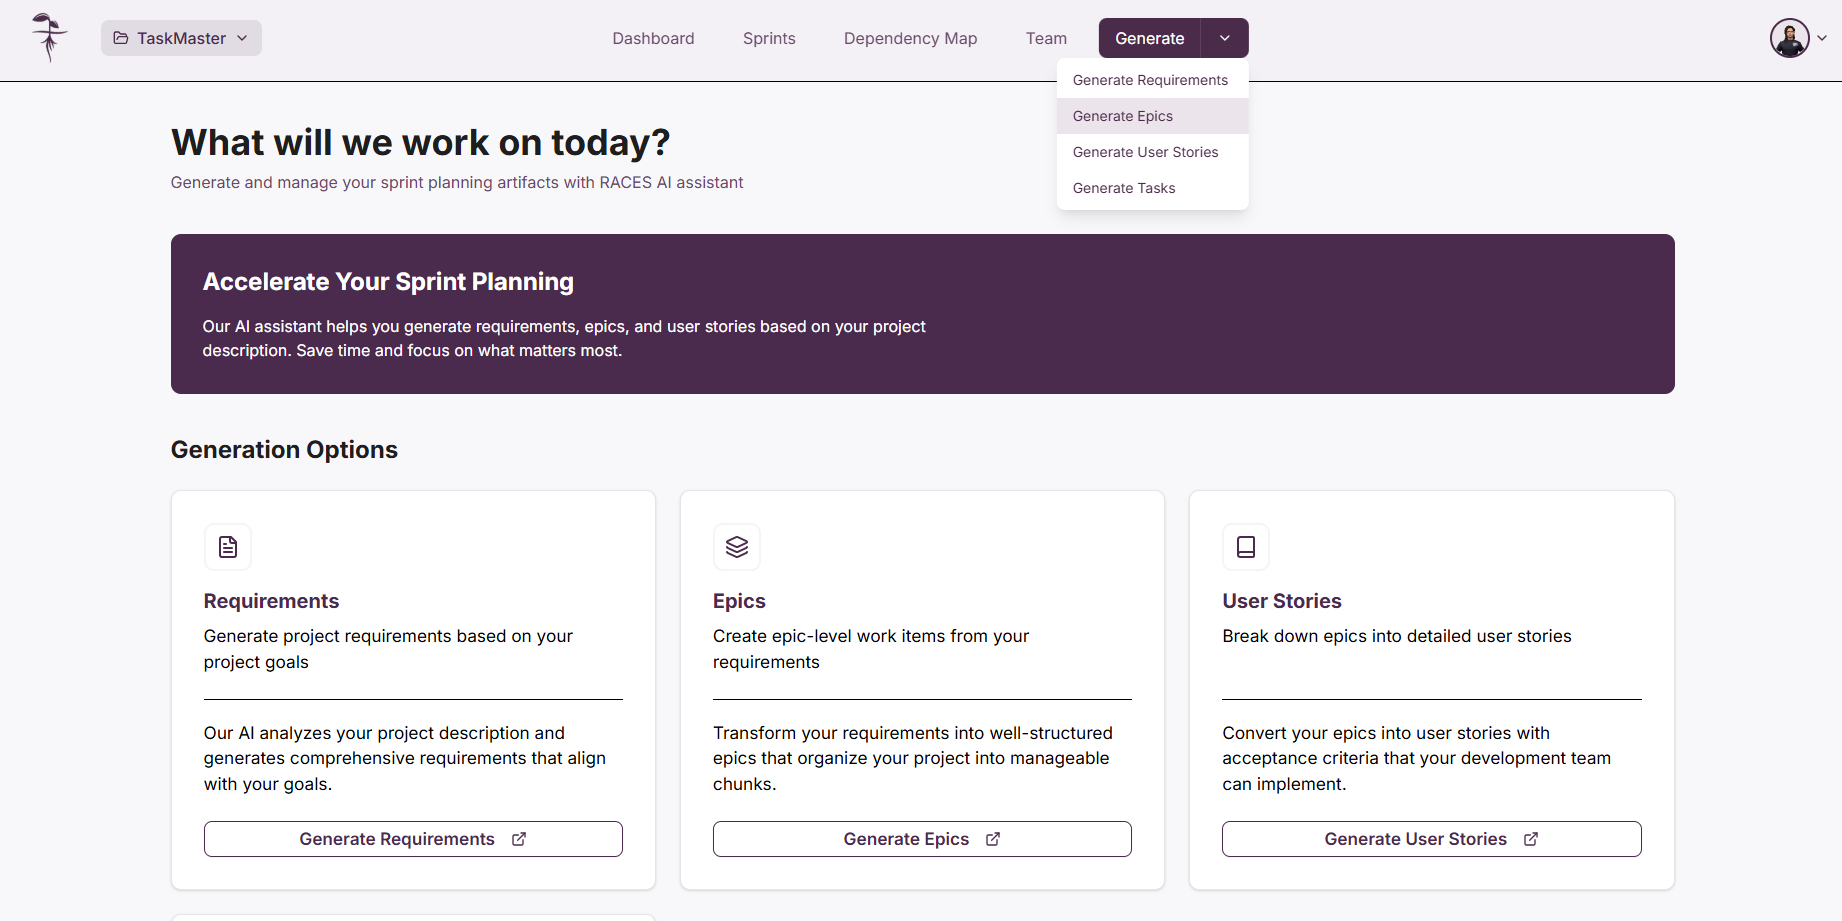 TaskMaster
Dashboard
Sprints
Dependency Map
Team
Generate
Generate Requirements
Generate Epics
Generate User Stories
Generate Tasks
What will we work on today?
Generate and manage your sprint planning artifacts with RACES AI assistant
Accelerate Your Sprint Planning
Our AI assistant helps you generate requirements, epics, and user stories based on your project
description. Save time and focus on what matters most.
Generation Options
Requirements
Generate project requirements based on your
project goals
Our AI analyzes your project description and
generates comprehensive requirements that align
with your goals.
Generate Requirements
Epics
Create epic-level work items from your
requirements
Transform your requirements into well-structured
epics that organize your project into manageable
chunks.
Generate Epics
User Stories
Break down epics into detailed user stories
Convert your epics into user stories with
acceptance criteria that your development team
can implement.
Generate User Stories